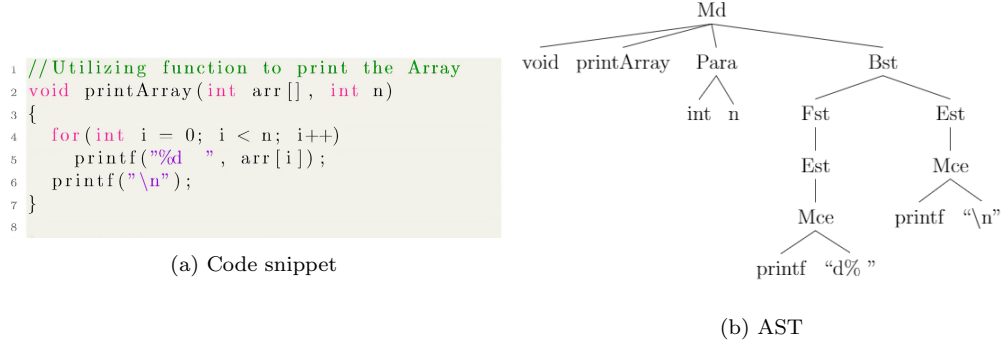 1 //Utilizing function to print the Array
2 void printArray(int arr[], int n)
3 {
4 for(int i = 0; i < n; i++)
5 printf("%d ", arr[i]);
6 printf("\n");
7 }
8
(a) Code snippet
Md
void printArray Para Bst
int n Fst Est
Est Mce
Mce printf “\n”
printf “d% ”
(b) AST